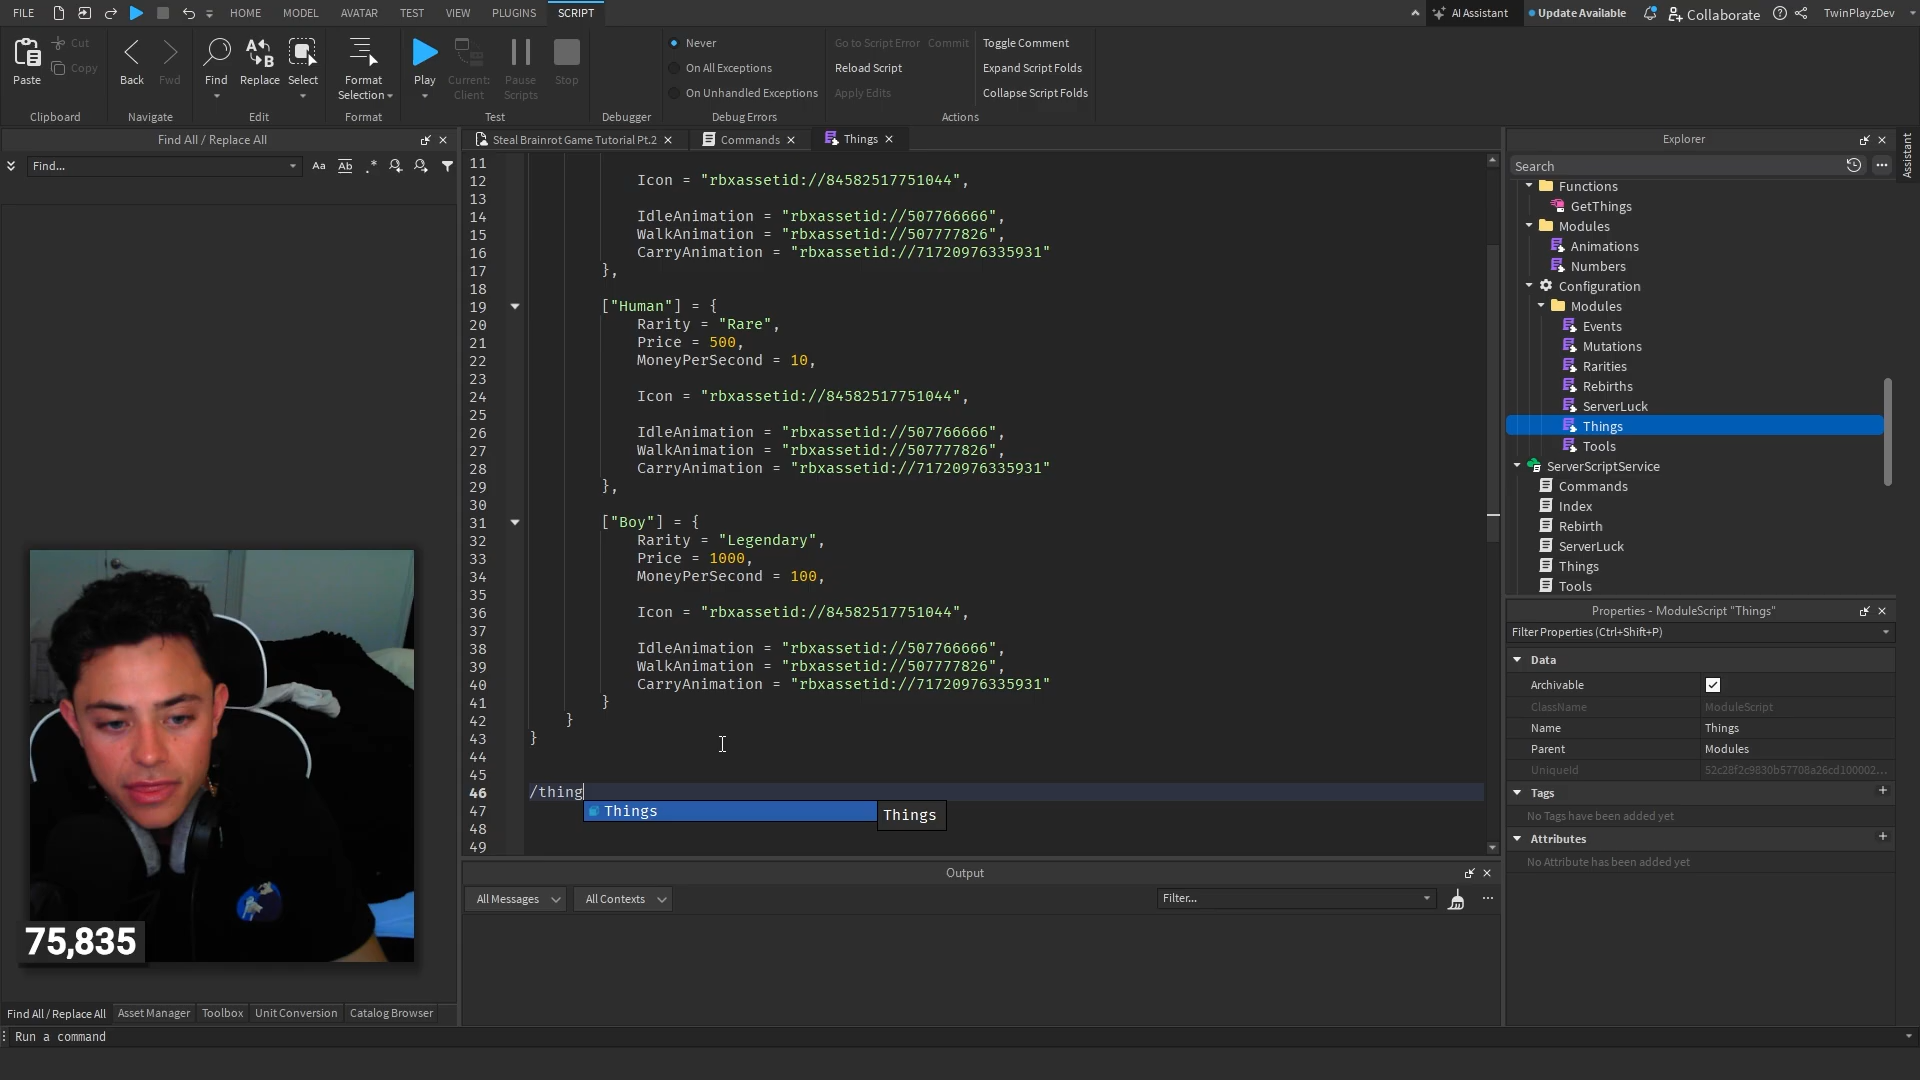 FILE HOME MODEL AVATAR TEST VIEW PLUGINS SCRIPT AI Assistant Update Available Collaborate TwinPlayzDev
Paste Cut Copy
Clipboard
Back Fwd
Navigate
Find Replace Select
Edit
Format Selection
Format
Play Current: Client Pause Scripts Stop
Test
Debugger
Never
On All Exceptions
On Unhandled Exceptions
Debug Errors
Go to Script Error Commit
Reload Script
Apply Edits
Toggle Comment
Expand Script Folds
Collapse Script Folds
Actions
Find All / Replace All
Find...
Aa Ab .*
Steal Brainrot Game Tutorial Pt.2 Commands Things
11
12 Icon = "rbxassetid://84582517751044",
13
14 IdleAnimation = "rbxassetid://507766666",
15 WalkAnimation = "rbxassetid://507777826",
16 CarryAnimation = "rbxassetid://71720976335931"
17 },
18
19 ["Human"] = {
20 Rarity = "Rare",
21 Price = 500,
22 MoneyPerSecond = 10,
23
24 Icon = "rbxassetid://84582517751044",
25
26 IdleAnimation = "rbxassetid://507766666",
27 WalkAnimation = "rbxassetid://507777826",
28 CarryAnimation = "rbxassetid://71720976335931"
29 },
30
31 ["Boy"] = {
32 Rarity = "Legendary",
33 Price = 1000,
34 MoneyPerSecond = 100,
35
36 Icon = "rbxassetid://84582517751044",
37
38 IdleAnimation = "rbxassetid://507766666",
39 WalkAnimation = "rbxassetid://507777826",
40 CarryAnimation = "rbxassetid://71720976335931"
41 }
42 }
43 }
44
45
46 /thing
47 Things Things
48
49
Output
All Messages All Contexts Filter...
75,835
Find All / Replace All Asset Manager Toolbox Unit Conversion Catalog Browser
Run a command
Explorer
Assistant
Search
Functions
GetThings
Modules
Animations
Numbers
Configuration
Modules
Events
Mutations
Rarities
Rebirths
ServerLuck
Things
Tools
ServerScriptService
Commands
Index
Rebirth
ServerLuck
Things
Tools
Properties - ModuleScript "Things"
Filter Properties (Ctrl+Shift+P)
Data
Archivable
ClassName ModuleScript
Name Things
Parent Modules
UniqueId 52c28f2c9830b57708a26cd100002...
Tags
No Tags have been added yet
Attributes
No Attribute has been added yet